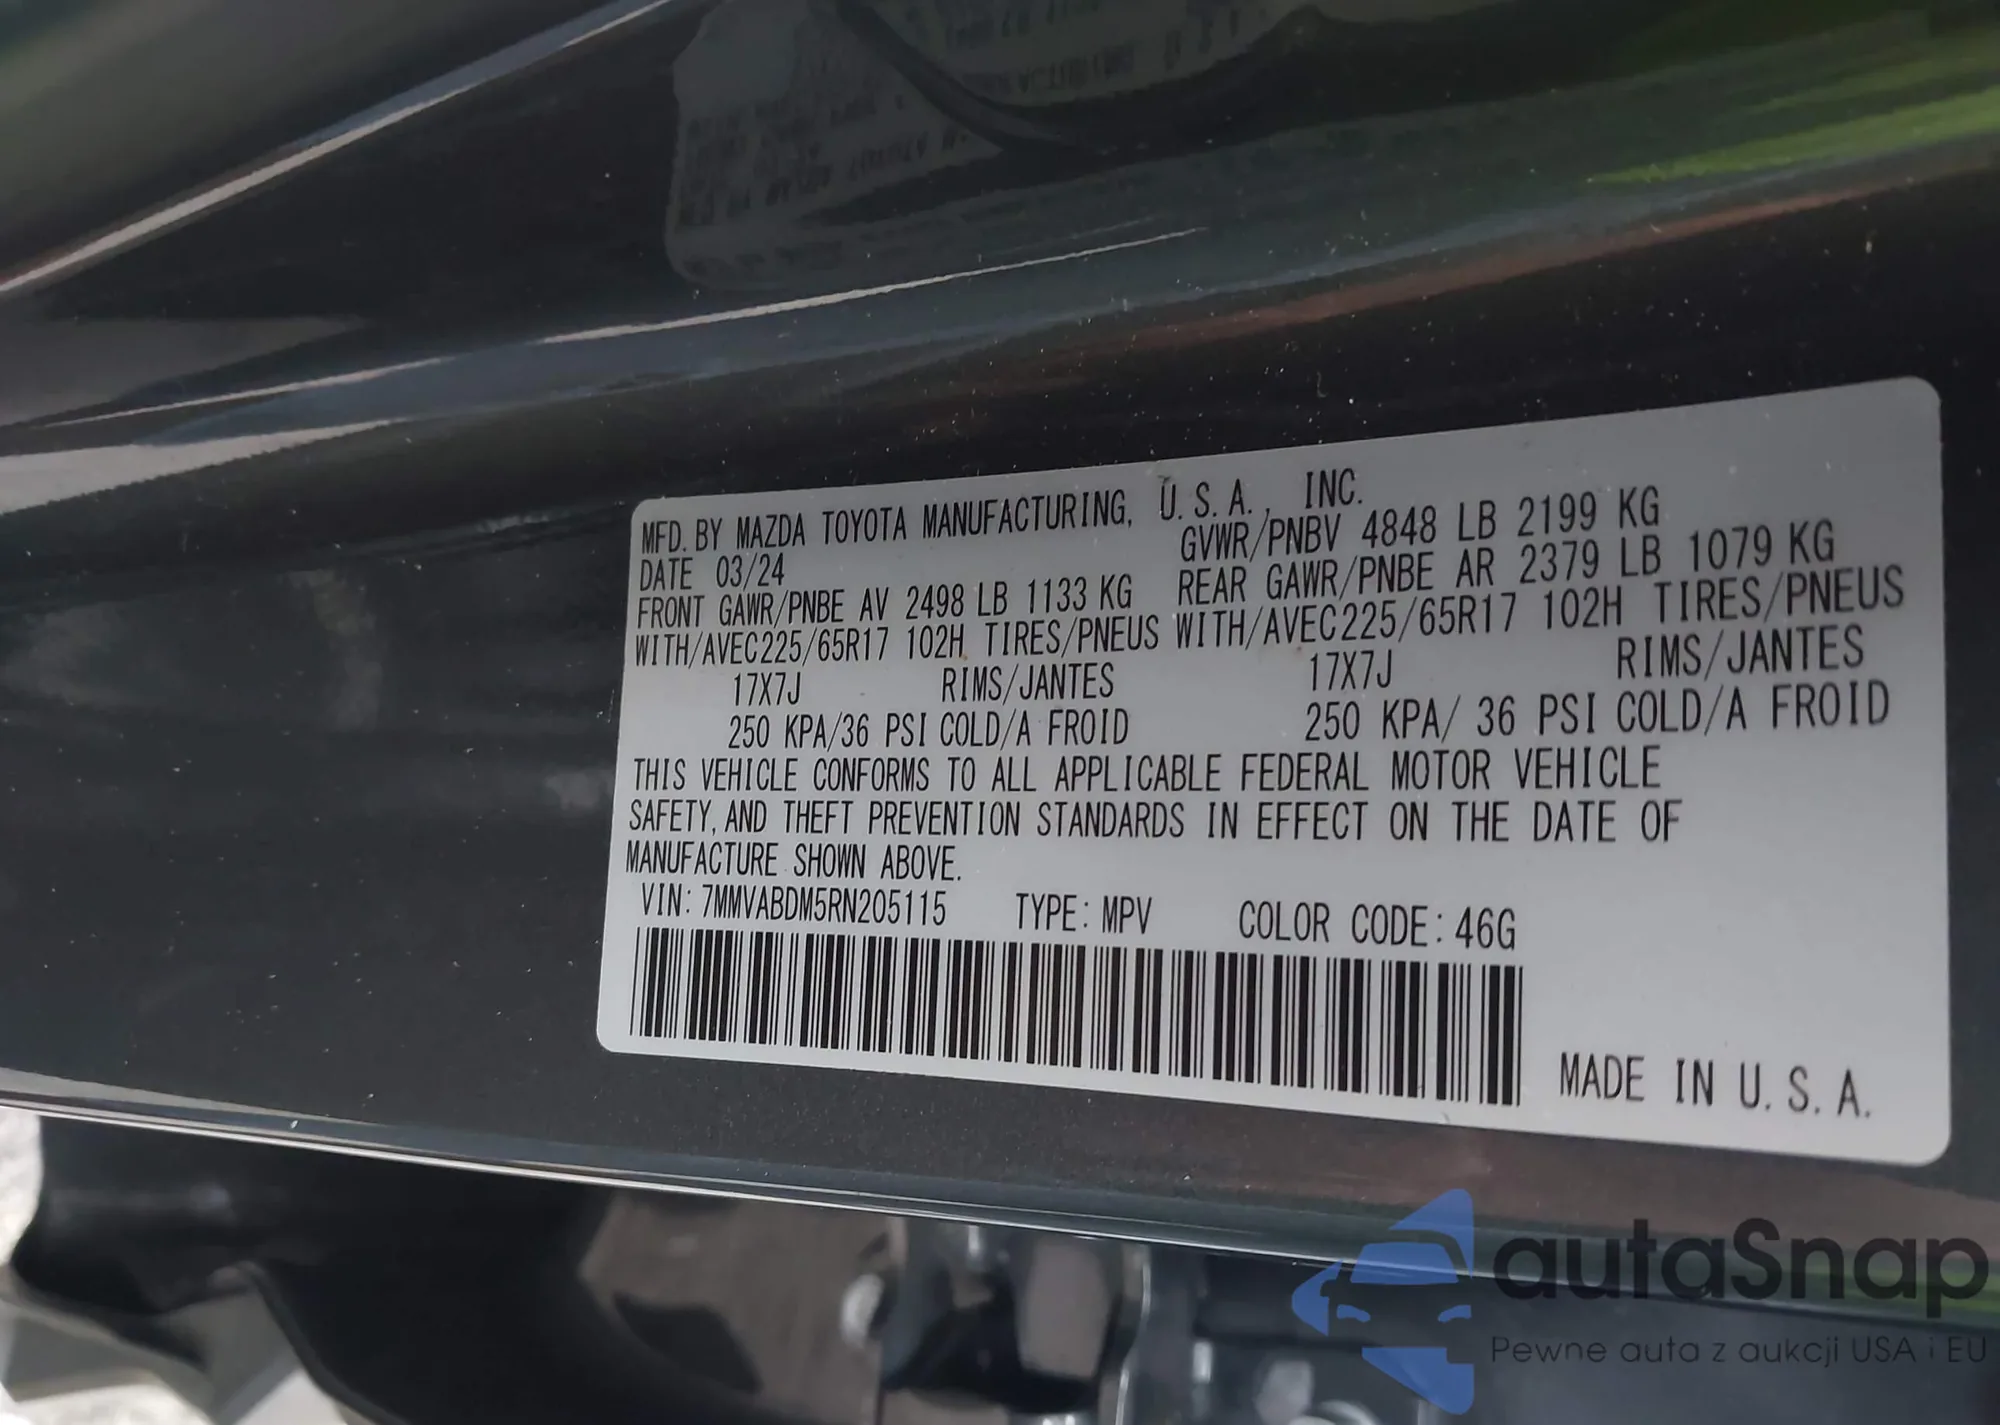 MFD. BY MAZDA TOYOTA MANUFACTURING, U.S.A., INC.
DATE 03/24 GVWR/PNBV 4848 LB 2199 KG
FRONT GAWR/PNBE AV 2498 LB 1133 KG REAR GAWR/PNBE AR 2379 LB 1079 KG
WITH/AVEC225/65R17 102H TIRES/PNEUS WITH/AVEC225/65R17 102H TIRES/PNEUS
17X7J RIMS/JANTES 17X7J RIMS/JANTES
250 KPA/36 PSI COLD/A FROID 250 KPA/ 36 PSI COLD/A FROID
THIS VEHICLE CONFORMS TO ALL APPLICABLE FEDERAL MOTOR VEHICLE
SAFETY, AND THEFT PREVENTION STANDARDS IN EFFECT ON THE DATE OF
MANUFACTURE SHOWN ABOVE.
VIN: 7MMVABDM5RN205115 TYPE: MPV COLOR CODE: 46G
MADE IN U.S.A.
autaSnap
Pewne auta z aukcji USA i EU